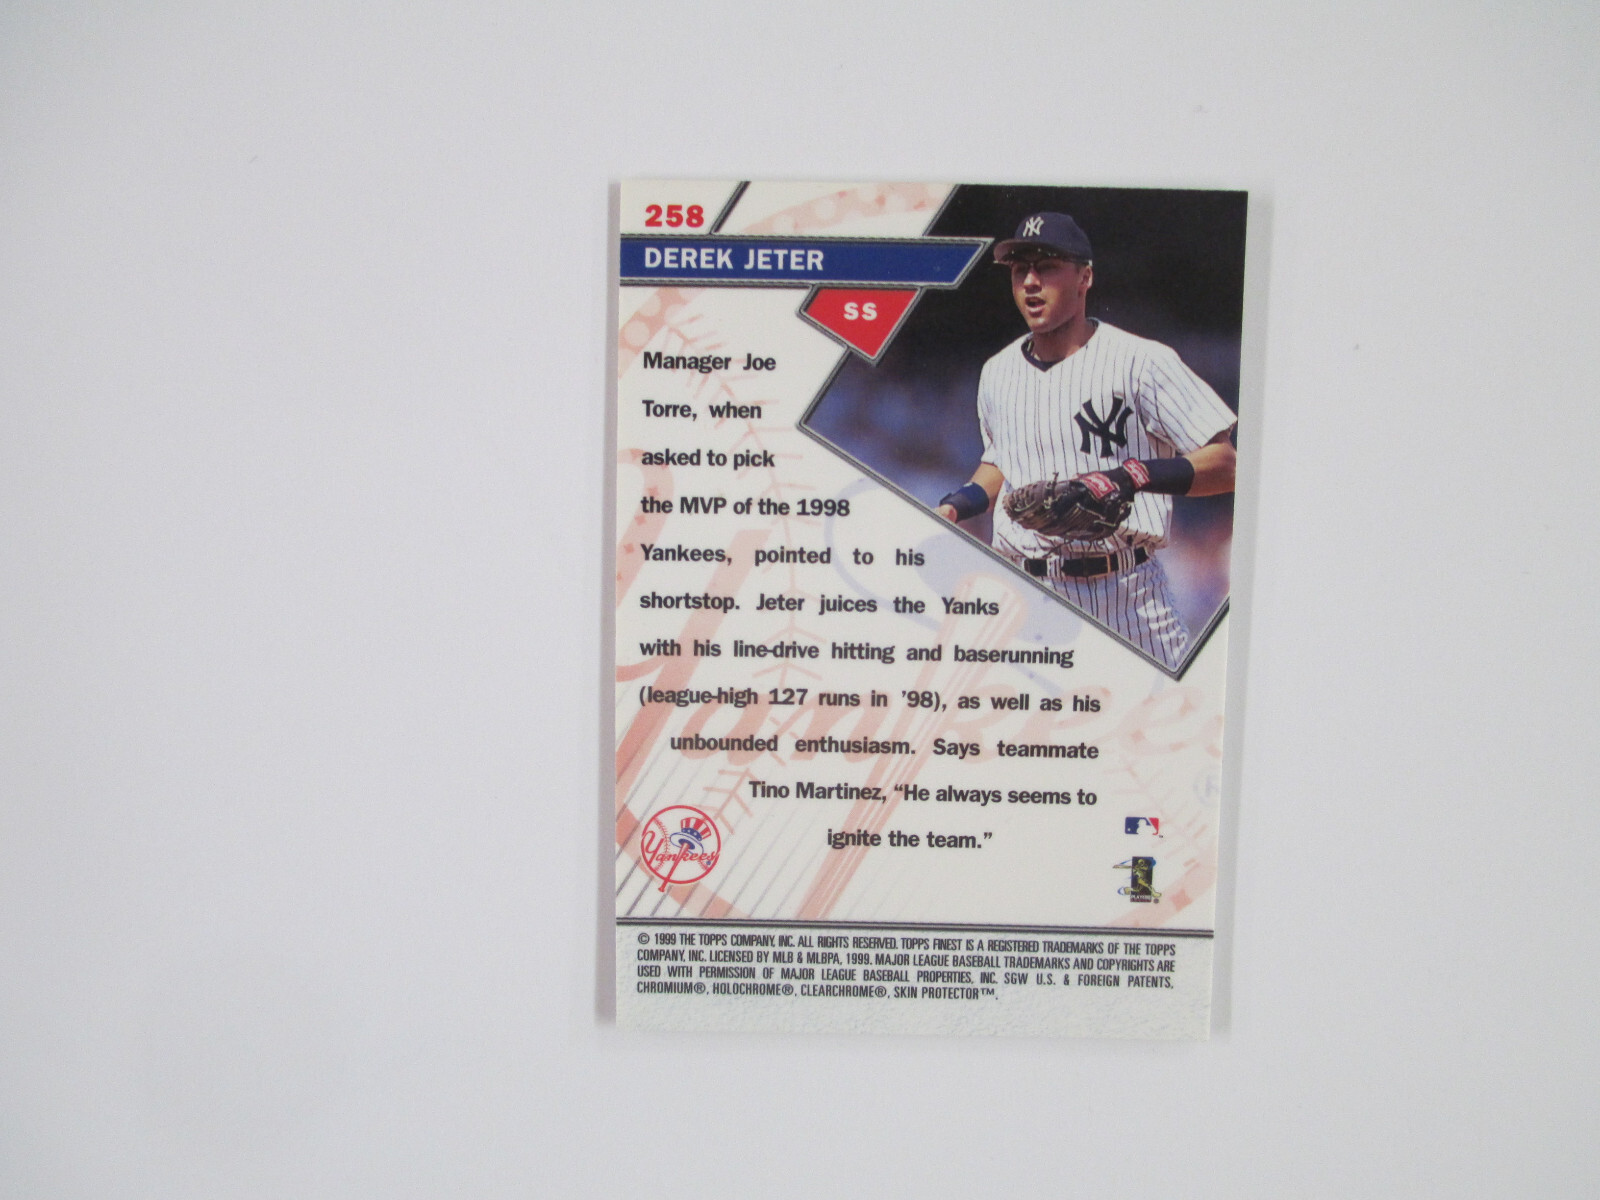 258
DEREK JETER
SS
Manager Joe
Torre, when
asked to pick
the MVP of the 1998
Yankees, pointed to his
shortstop. Jeter juices the Yanks
with his line-drive hitting and baserunning
(league-high 127 runs in '98), as well as his
unbounded enthusiasm. Says teammate
Tino Martinez, “He always seems to
ignite the team.”
Yankees
PLAYERS
© 1999 THE TOPPS COMPANY, INC. ALL RIGHTS RESERVED. TOPPS FINEST IS A REGISTERED TRADEMARKS OF THE TOPPS
COMPANY, INC. LICENSED BY MLB & MLBPA, 1999. MAJOR LEAGUE BASEBALL TRADEMARKS AND COPYRIGHTS ARE
USED WITH PERMISSION OF MAJOR LEAGUE BASEBALL PROPERTIES, INC. SGW U.S. & FOREIGN PATENTS,
CHROMIUM®, HOLOCHROME®, CLEARCHROME®, SKIN PROTECTOR™.